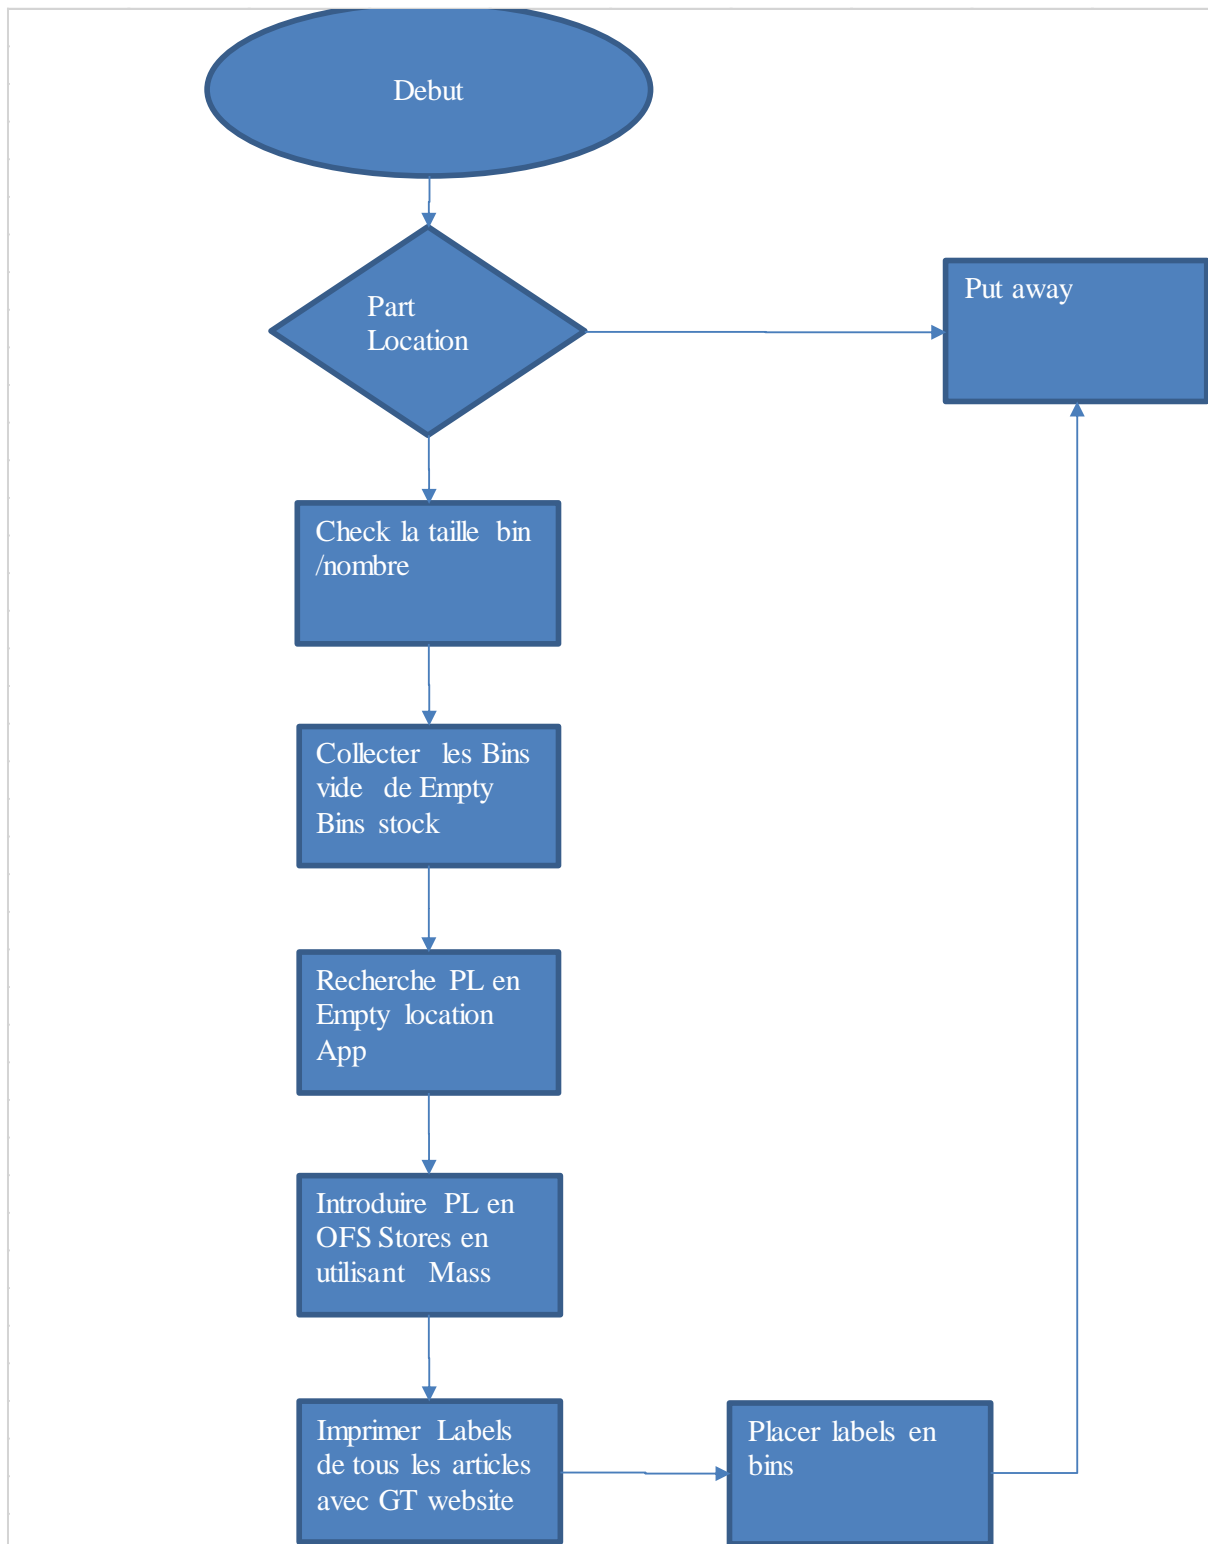 Debut
Part
Location
Put away
Check la taille bin
/nombre
Collecter les Bins
vide de Empty
Bins stock
Recherche PL en
Empty location
App
Introduire PL en
OFS Stores en
utilisant Mass
Imprimer Labels
de tous les articles
avec GT website
Placer labels en
bins